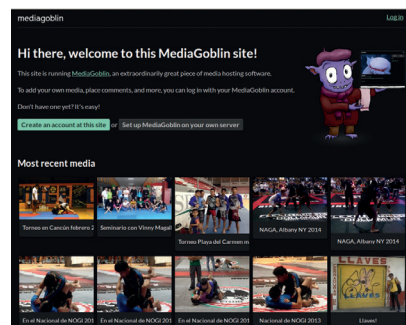 mediagoblin
Log in
Hi there, welcome to this MediaGoblin site!
This site is running MediaGoblin, an extraordinarily great piece of media hosting software.
To add your own media, place comments, and more, you can log in with your MediaGoblin account.
Don't have one yet? It's easy!
Create an account at this site or Set up MediaGoblin on your own server
Most recent media
Torneo en Cancún febrero 2
Seminario con Vinny Magall
Torneo Playa del Carmen m
NAGA, Albany NY 2014
NAGA, Albany NY 2014
LLAVES
En el Nacional de NOGI 201
En el Nacional de NOGI 201
En el Nacional de NOGI 201
Nacional de NOGI 2013
Llaves!